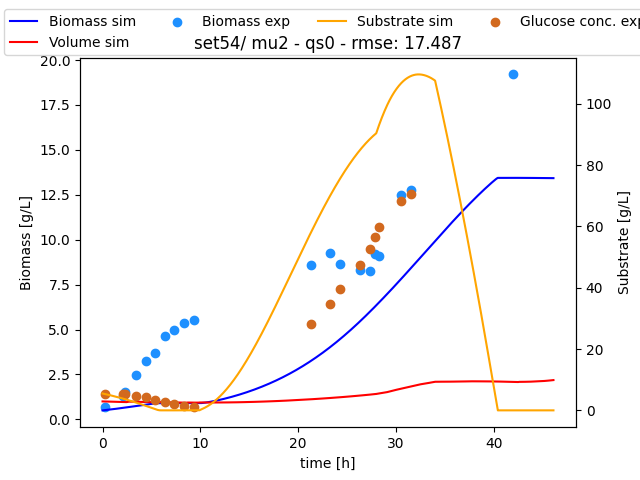 Biomass sim Biomass exp Substrate sim Glucose conc. exp
Volume sim
set54/ mu2 - qs0 - rmse: 17.487
20.0
17.5
15.0
12.5
10.0
7.5
5.0
2.5
0.0
Biomass [g/L]
100
80
60
40
20
0
Substrate [g/L]
0 10 20 30 40
time [h]